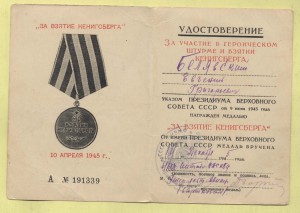 „ЗА ВЗЯТИЕ КЕНИГСБЕРГА“
10 АПРЕЛЯ 1945 г.
А № 191339
УДОСТОВЕРЕНИЕ
ЗА УЧАСТИЕ В ГЕРОИЧЕСКОМ
ШТУРМЕ И ВЗЯТИИ
КЕНИГСБЕРГА
Евгений
Григорьевич
УКАЗОМ ПРЕЗИДИУМА ВЕРХОВНОГО
СОВЕТА СССР от 9 июня 1945 года
НАГРАЖДЕН МЕДАЛЬЮ
„ЗА ВЗЯТИЕ КЕНИГСБЕРГА“
От имени ПРЕЗИДИУМА ВЕРХОВНОГО
СОВЕТА СССР МЕДАЛЬ ВРУЧЕНА